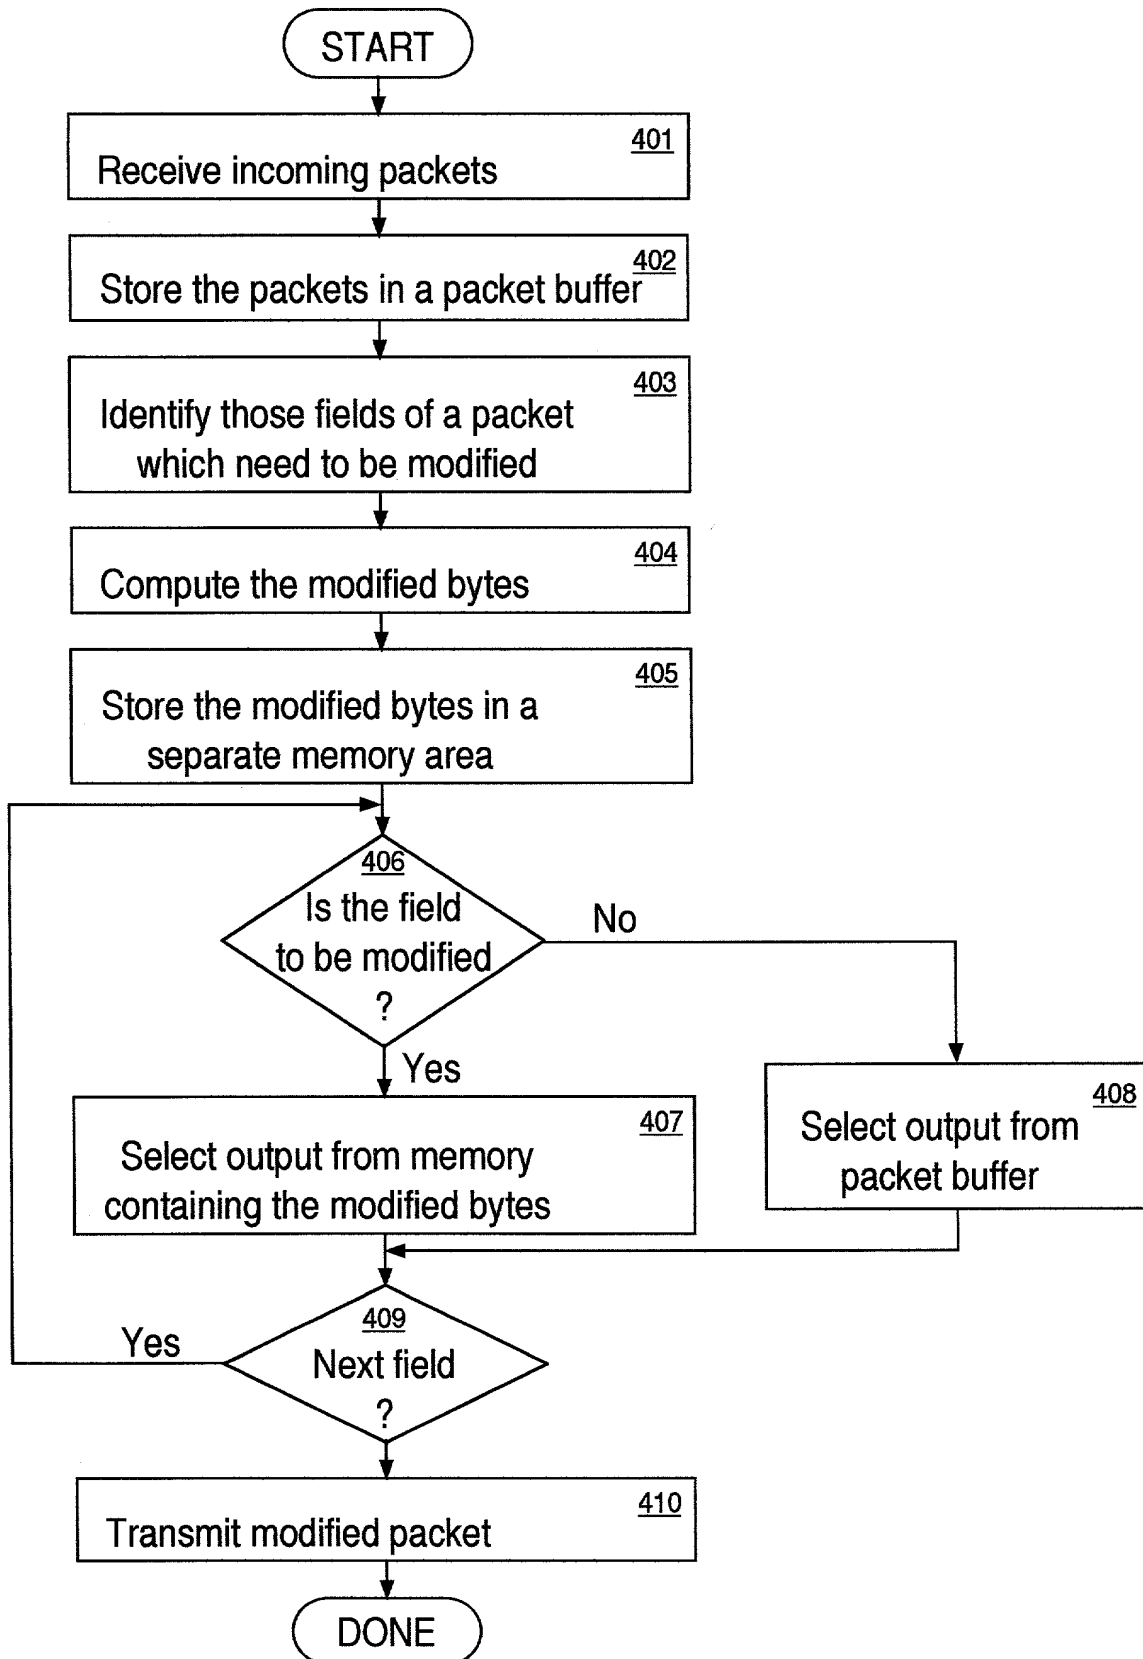 START
401
Receive incoming packets
402
Store the packets in a packet buffer
403
Identify those fields of a packet
which need to be modified
404
Compute the modified bytes
405
Store the modified bytes in a
separate memory area
406
Is the field
to be modified
?
No
Yes
407
Select output from memory
containing the modified bytes
408
Select output from
packet buffer
409
Next field
?
Yes
410
Transmit modified packet
DONE